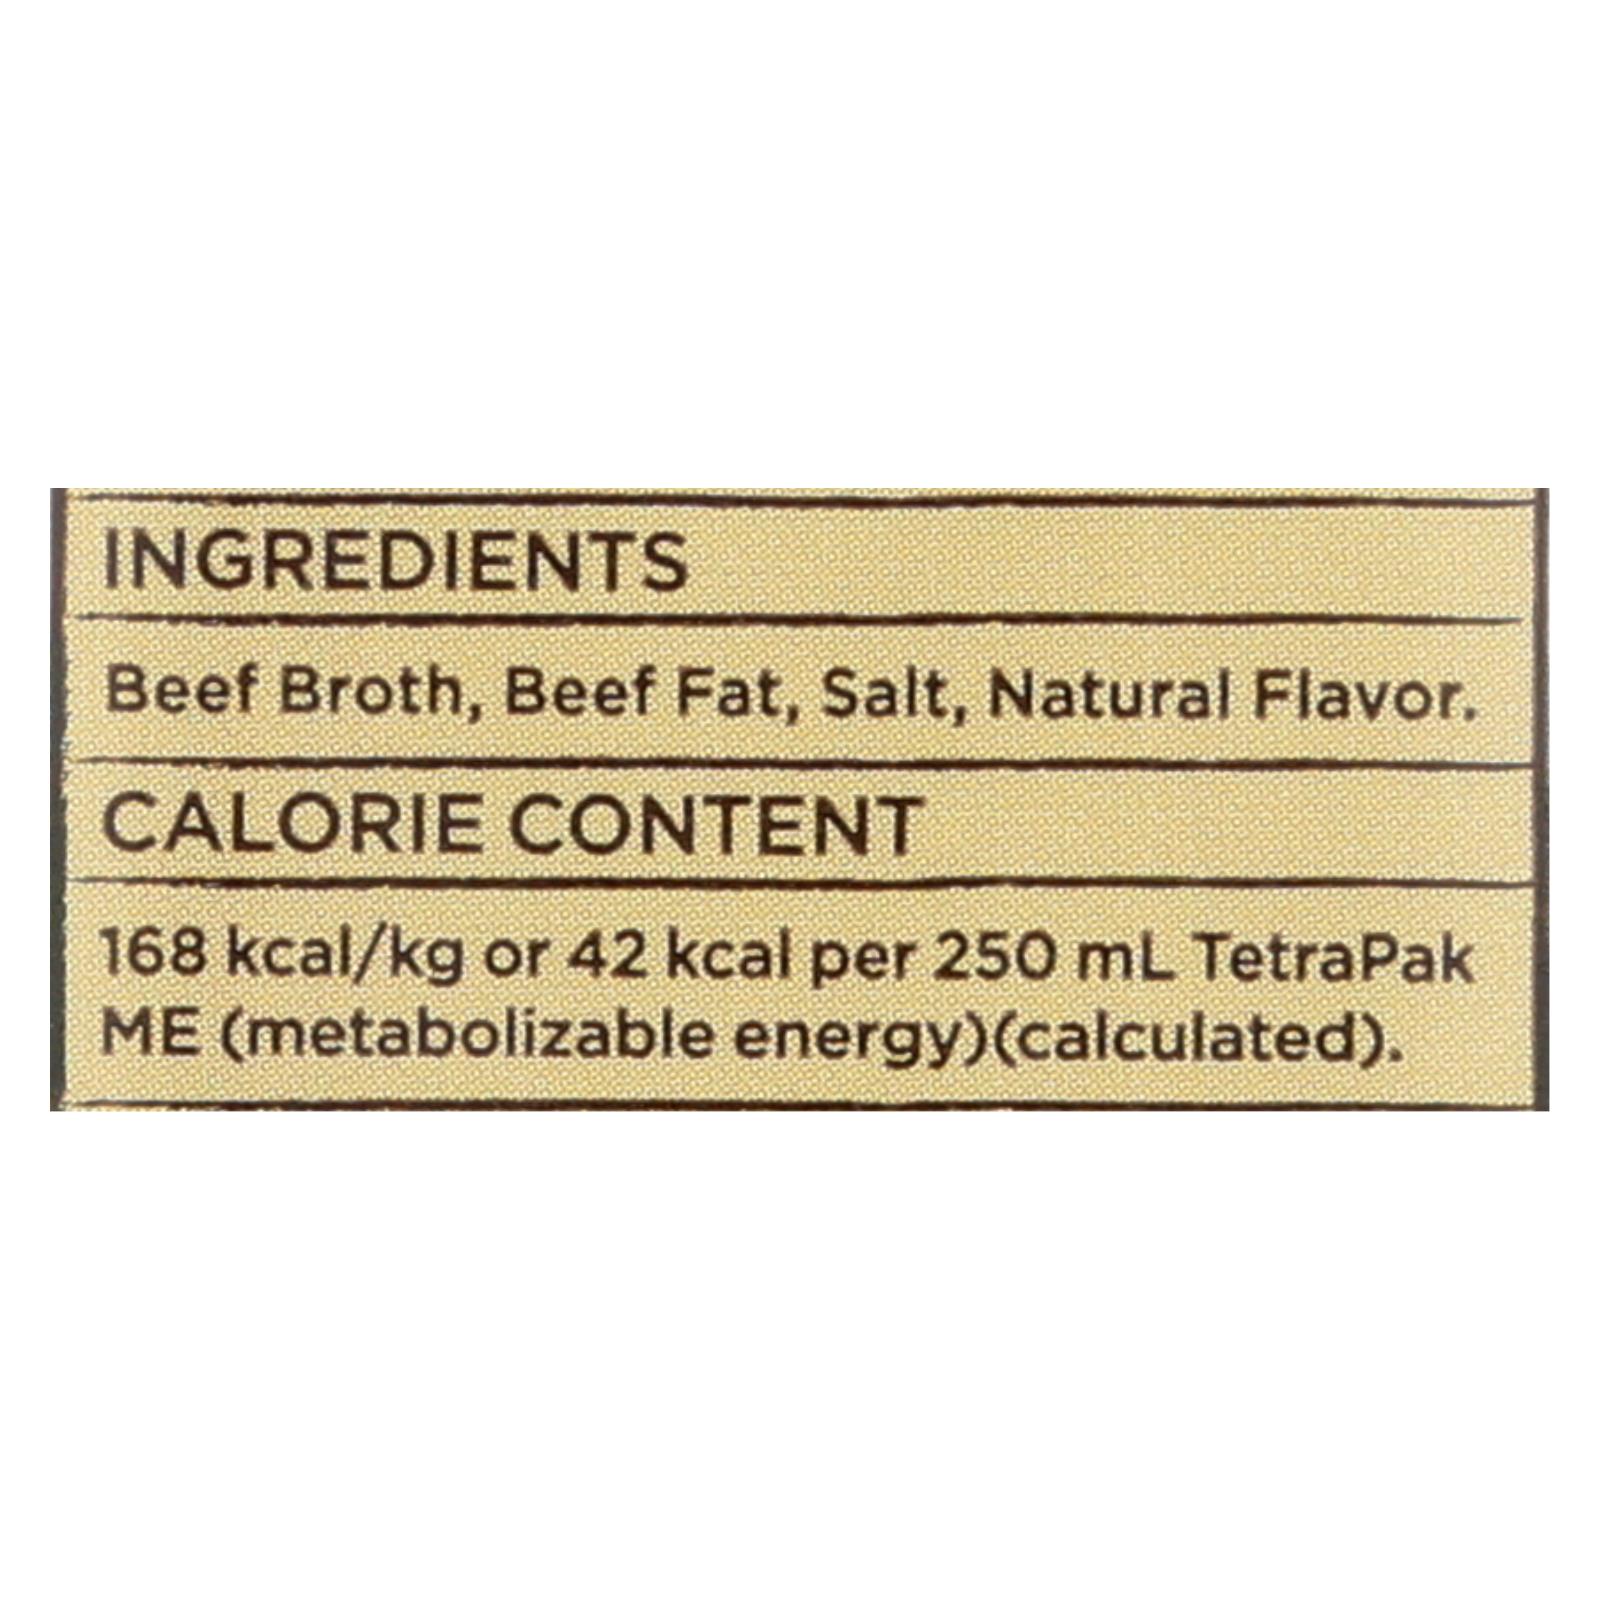 INGREDIENTS
Beef Broth, Beef Fat, Salt, Natural Flavor.
CALORIE CONTENT
168 kcal/kg or 42 kcal per 250 mL TetraPak
ME (metabolizable energy)(calculated).